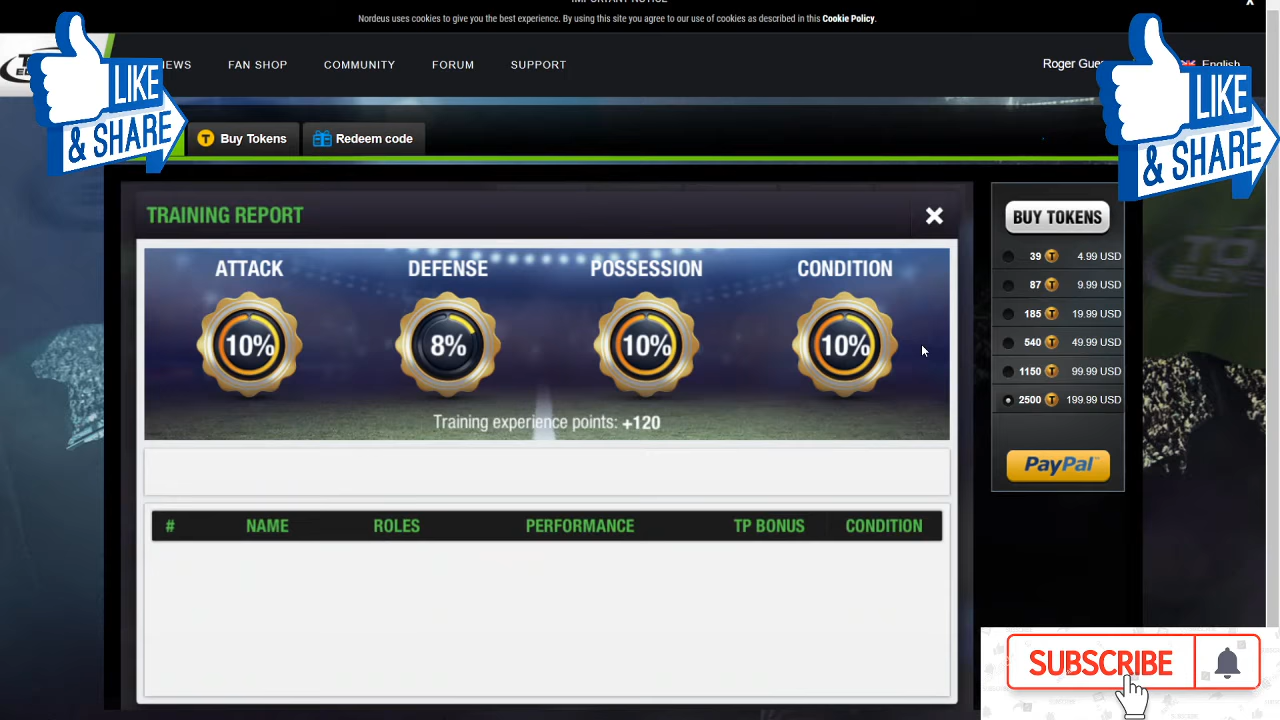 IMPORTANT NOTICE
X
Nordeus uses cookies to give you the best experience. By using this site you agree to our use of cookies as described in this Cookie Policy.
FAN SHOP
COMMUNITY
FORUM
SUPPORT
Roger
English
LIKE
& SHARE
LIKE
& SHARE
Buy Tokens
Redeem code
TRAINING REPORT
ATTACK
DEFENSE
POSSESSION
CONDITION
10%
8%
10%
10%
Training experience points: +120
# NAME ROLES PERFORMANCE TP BONUS CONDITION
BUY TOKENS
39 T 4.99 USD
87 T 9.99 USD
185 T 19.99 USD
540 T 49.99 USD
1150 T 99.99 USD
2500 T 199.99 USD
PayPal
SUBSCRIBE